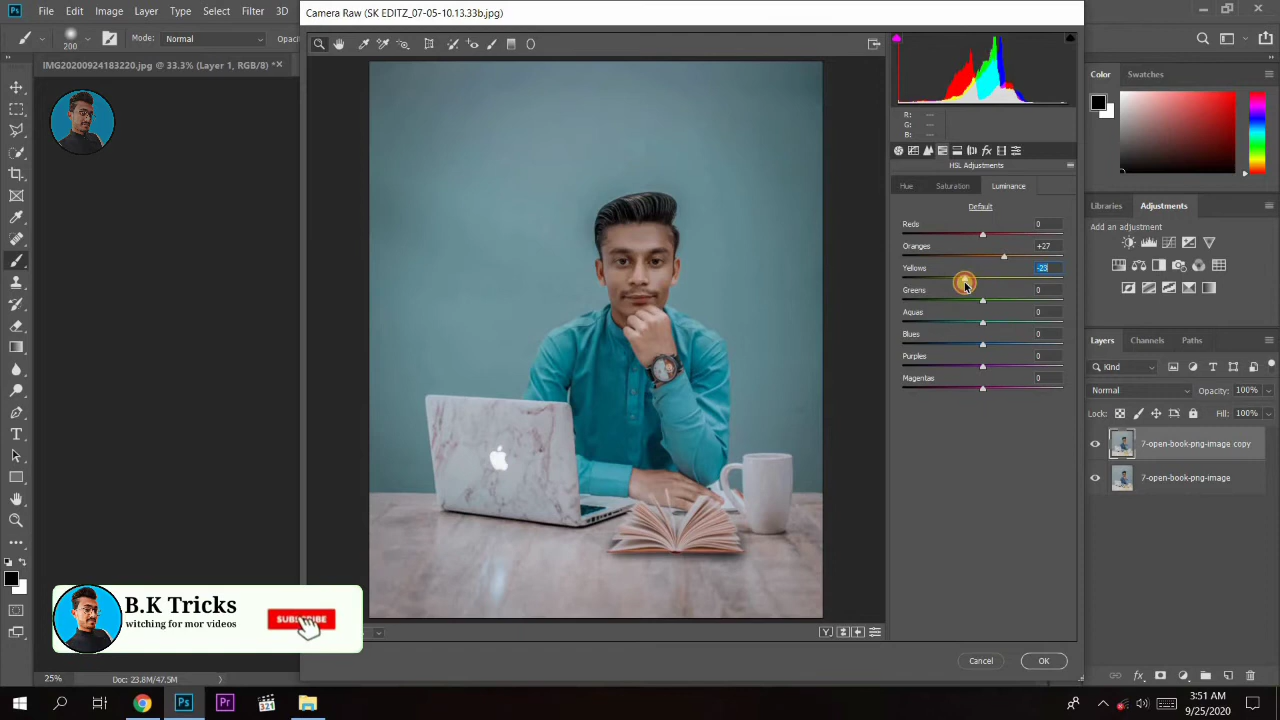 File Edit Image Layer Type Select Filter 3D
Camera Raw (SK EDITZ_07-05-10.13.33b.jpg)
200 Mode: Normal Opac
IMG20200924183220.jpg @ 33.3% (Layer 1, RGB/8) *
R: ---
G: ---
B: ---
HSL Adjustments
Hue Saturation Luminance
Default
Reds 0
Oranges +27
Yellows -23
Greens 0
Aquas 0
Blues 0
Purples 0
Magentas 0
Cancel OK
Color Swatches
Libraries Adjustments
Add an adjustment
Layers Channels Paths
Kind
Normal Opacity: 100%
Lock: Fill: 100%
7-open-book-png-image copy
7-open-book-png-image
B.K Tricks
witching for mor videos
25% Doc: 23.8M/47.5M
Ps Pr
3:51 AM
9/25/2020